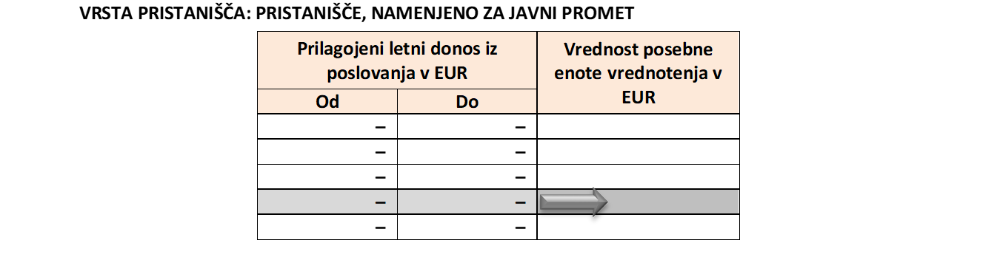 VRSTA PRISTANIŠČA: PRISTANIŠČE, NAMENJENO ZA JAVNI PROMET
Prilagojeni letni donos iz
poslovanja v EUR
Vrednost posebne
enote vrednotenja v
EUR
Od Do
– –
– –
– –
– –
– –